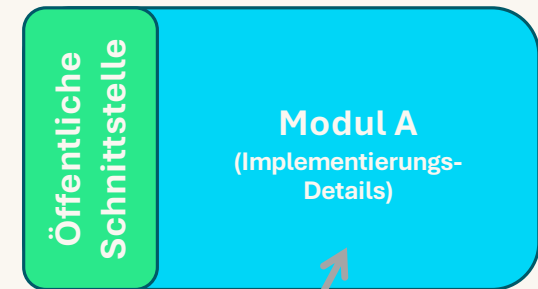 Öffentliche
Schnittstelle
Modul A
(Implementierungs-
Details)